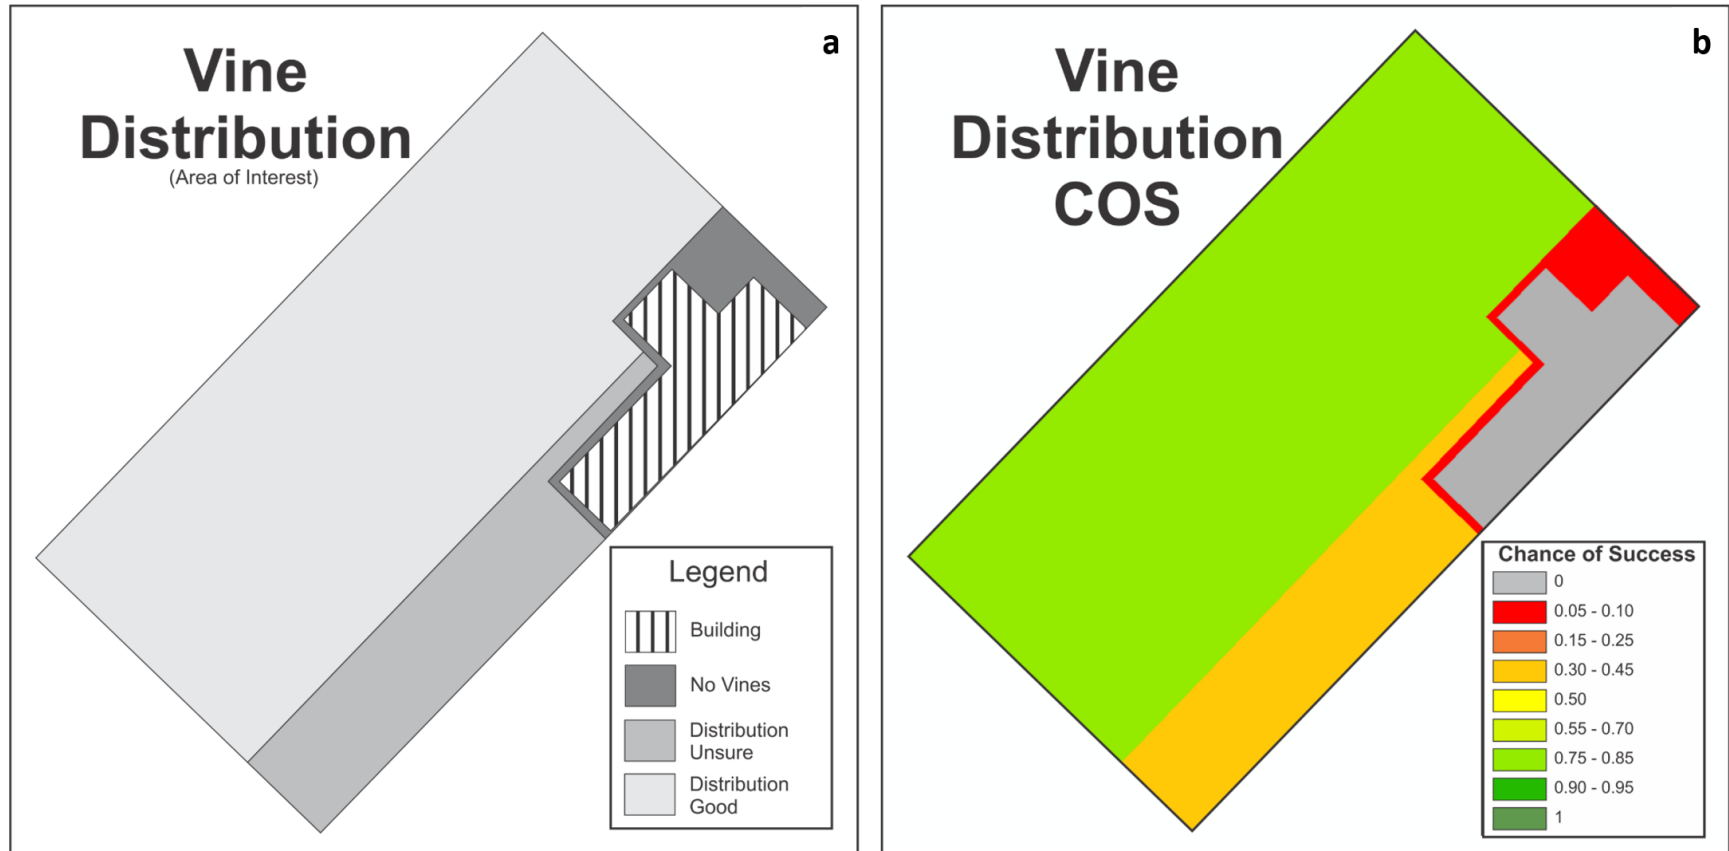 a
Vine
Distribution
(Area of Interest)
Legend
Building
No Vines
Distribution
Unsure
Distribution
Good
b
Vine
Distribution
COS
Chance of Success
0
0.05 - 0.10
0.15 - 0.25
0.30 - 0.45
0.50
0.55 - 0.70
0.75 - 0.85
0.90 - 0.95
1